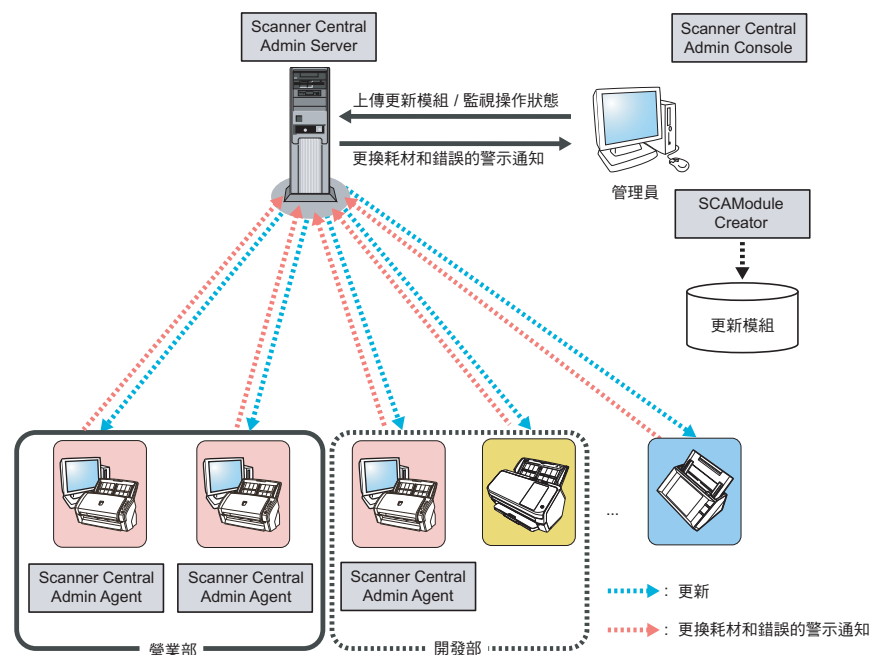 Scanner Central
Admin Server
Scanner Central
Admin Console
上傳更新模組 / 監視操作狀態
更換耗材和錯誤的警示通知
管理員
SCAModule
Creator
更新模組
...
Scanner Central
Admin Agent
Scanner Central
Admin Agent
Scanner Central
Admin Agent
：更新
：更換耗材和錯誤的警示通知
營業部
開發部